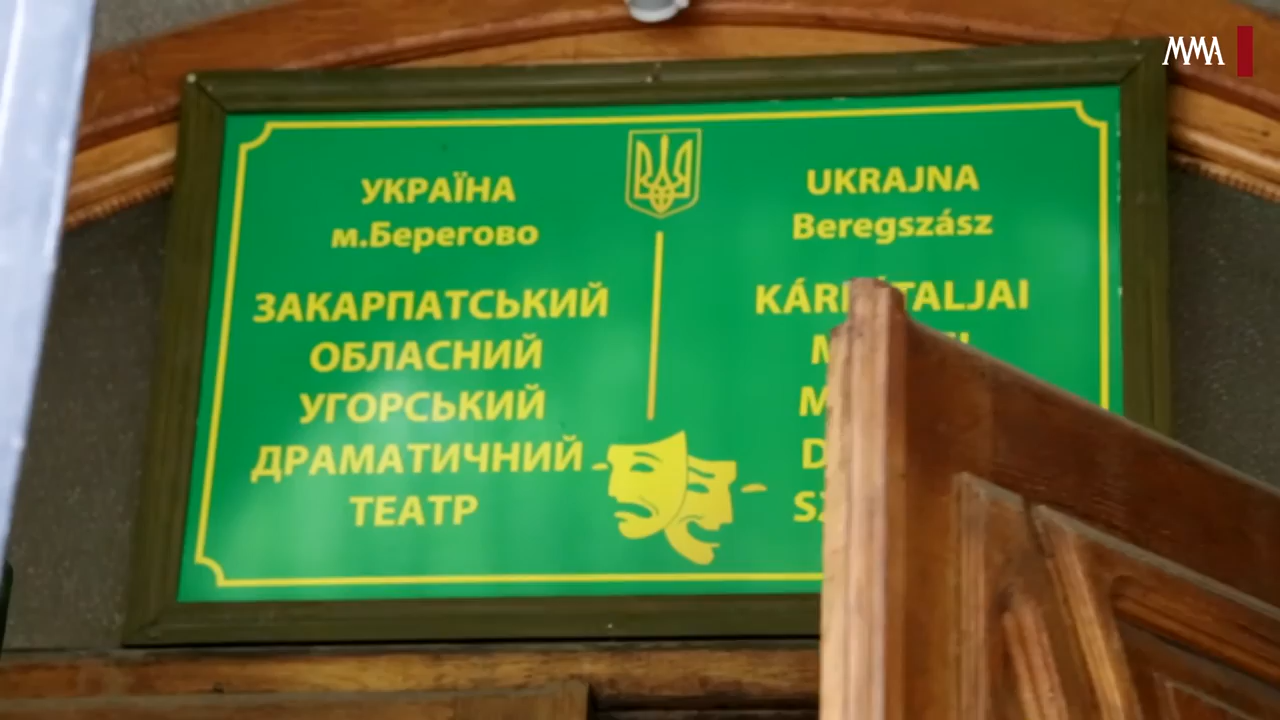 MMA
УКРАЇНА
м.Берегово
ЗАКАРПАТСЬКИЙ
ОБЛАСНИЙ
УГОРСЬКИЙ
ДРАМАТИЧНИЙ
ТЕАТР
UKRAJNA
Beregszász